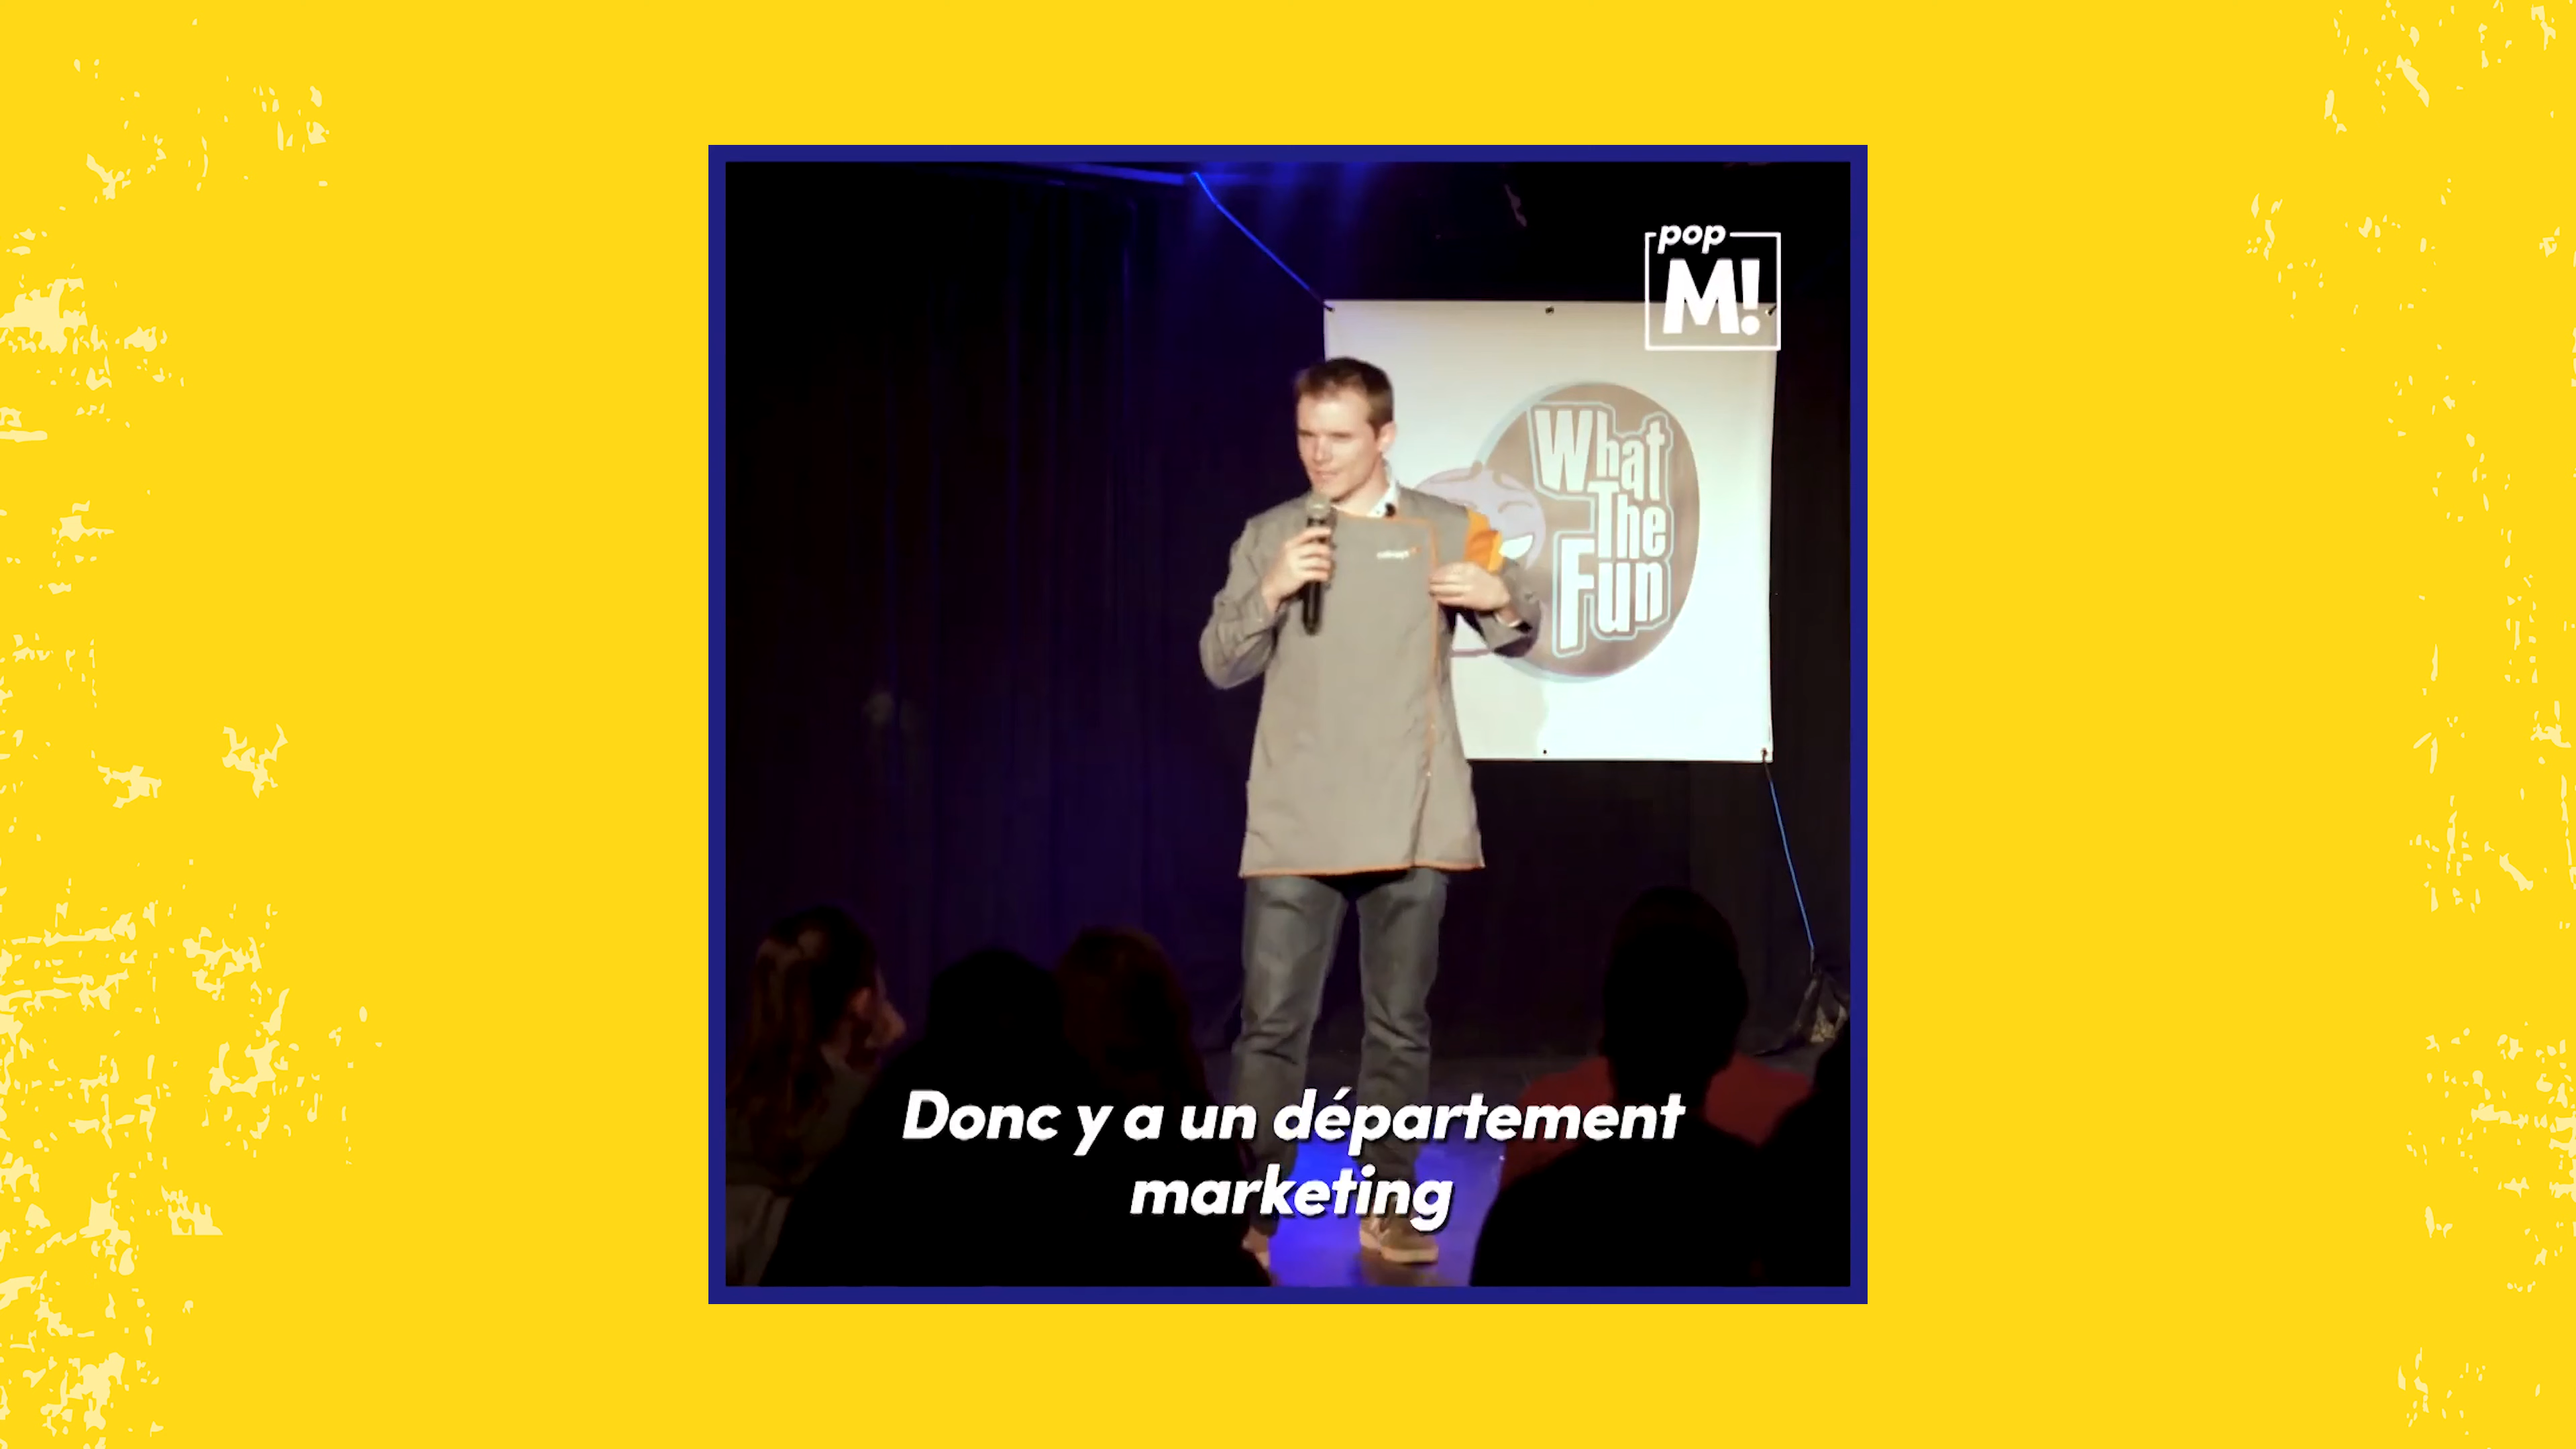 pop
M!
What
The
Fun
Donc y a un département
marketing